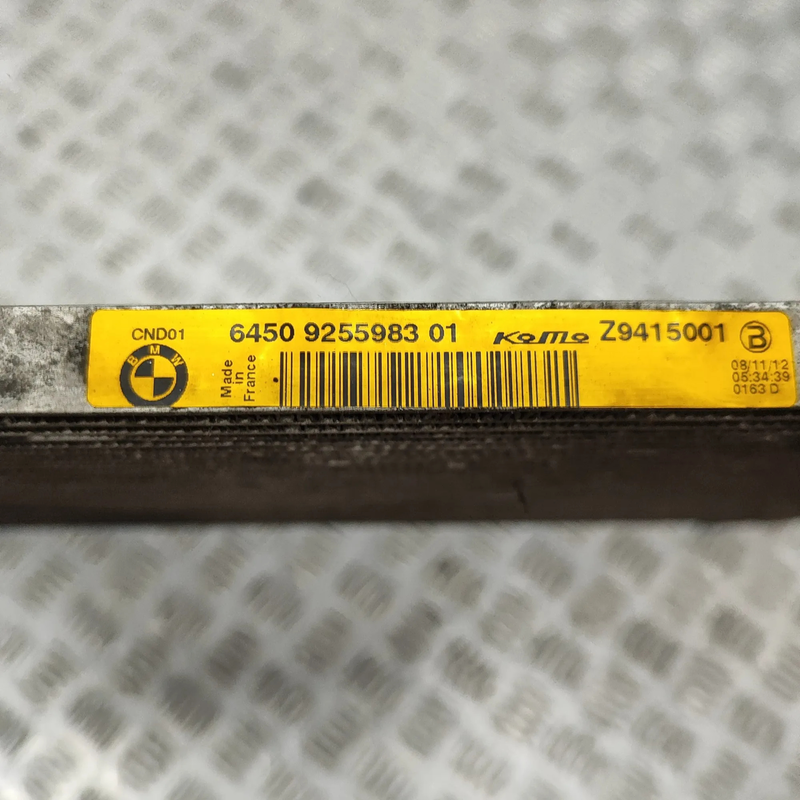 CND01 6450 9255983 01 KoMo Z9415001 B
BMW
Made
in
France
08/11/12
05:34:39
0163 D